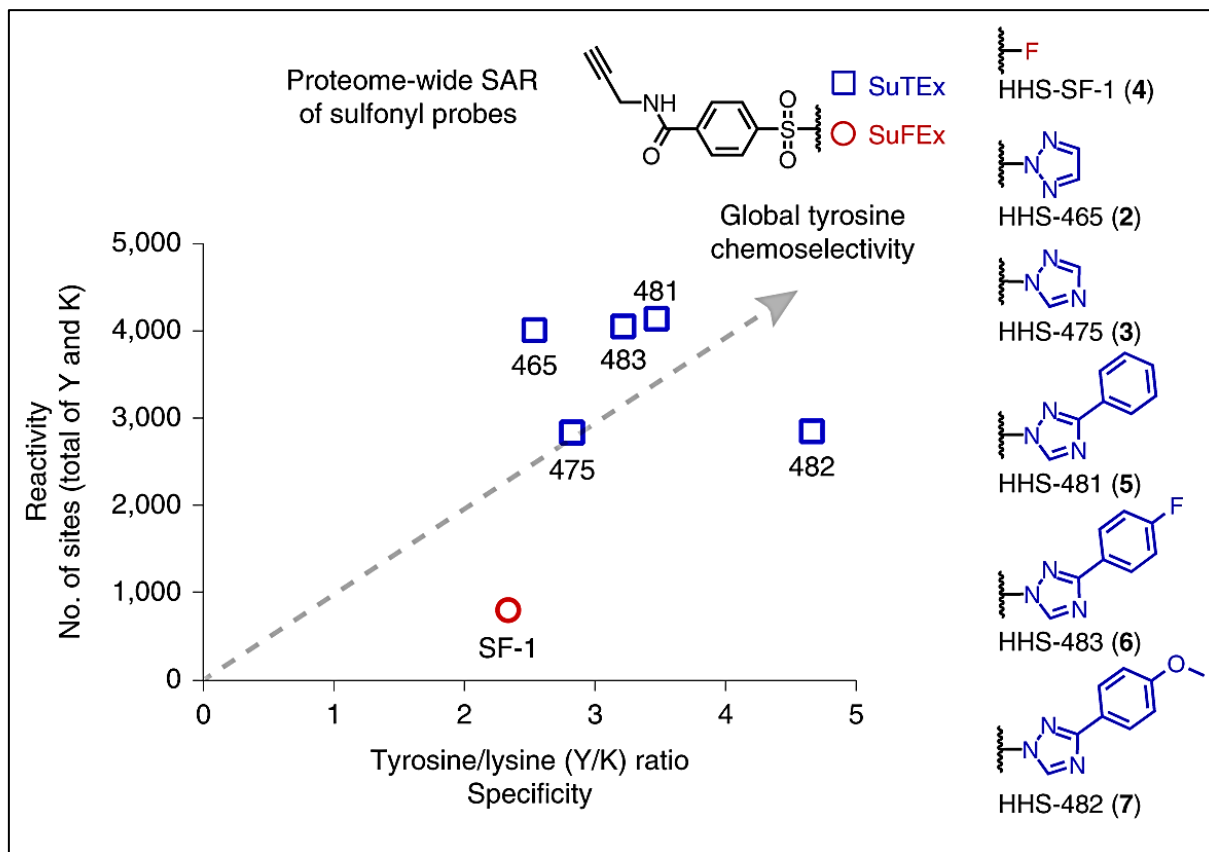 Proteome-wide SAR
of sulfonyl probes
NH
O
O
S
O
SuTEx
SuFEx
F
HHS-SF-1 (4)
N
N
N
HHS-465 (2)
N
N
N
HHS-475 (3)
N
N
N
HHS-481 (5)
F
N
N
N
HHS-483 (6)
O
N
N
N
HHS-482 (7)
Global tyrosine
chemoselectivity
Reactivity
No. of sites (total of Y and K)
5,000
4,000
3,000
2,000
1,000
0
465
483
481
475
482
SF-1
0 1 2 3 4 5
Tyrosine/lysine (Y/K) ratio
Specificity